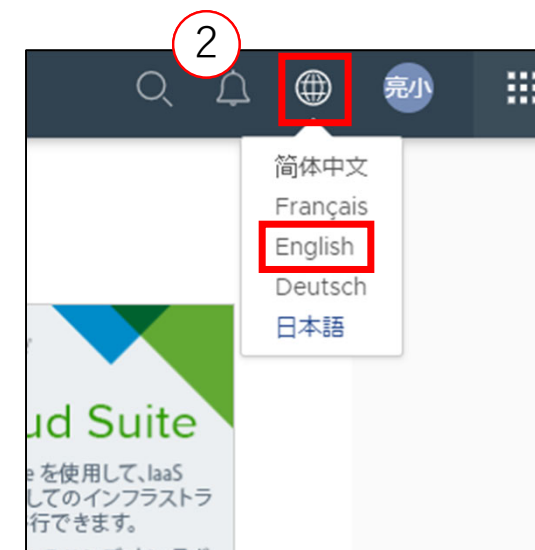 2
亮小
简体中文
Français
English
Deutsch
日本語
ud Suite
を使用して、IaaS
してのインフラストラ
行できます。